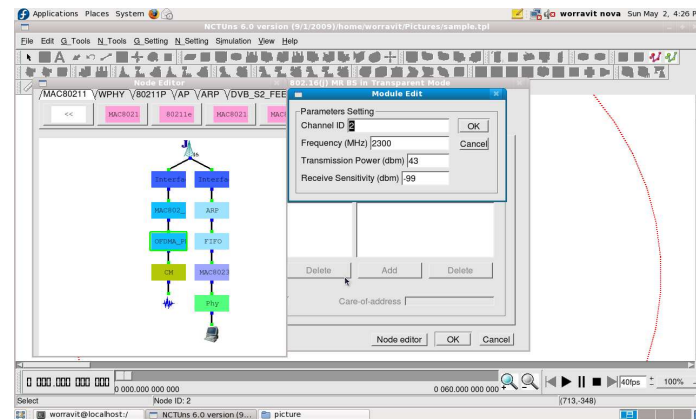 Applications Places System
worravit nova Sun May 2, 4:26 P
NCTUns 6.0 version (9/1/2009)/home/worravit/Pictures/sample.tpl
File Edit G_Tools N_Tools G_Setting N_Setting Simulation View Help
Node Editor
802.16(j) MR BS in Transparent Mode
/MAC80211 \/WPHY \/80211P \/AP \/ARP \/DVB_S2_FEE
<< MAC8021 80211e MAC8021 MAC
Module Edit
Parameters Setting
Channel ID 2
OK
Frequency (MHz) 2300
Cancel
Transmission Power (dbm) 43
Receive Sensitivity (dbm) -99
Interfa Interfa
MAC802_ ARP
OFDMA_P FIFO
CM MAC8023
Phy
Delete Add Delete
Care-of-address
Node editor OK Cancel
0 000.000 000 000
0 000.000 000 000
0 060.000 000 000
40fps
100%
Select
Node ID: 2
(713,-348)
worravit@localhost:/
NCTUns 6.0 version (9...
picture